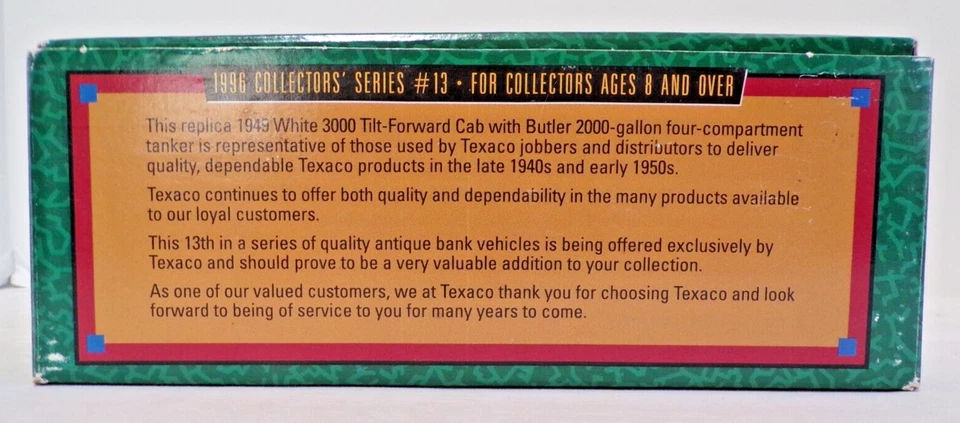 1996 COLLECTORS' SERIES #13 • FOR COLLECTORS AGES 8 AND OVER
This replica 1949 White 3000 Tilt-Forward Cab with Butler 2000-gallon four-compartment
tanker is representative of those used by Texaco jobbers and distributors to deliver
quality, dependable Texaco products in the late 1940s and early 1950s.
Texaco continues to offer both quality and dependability in the many products available
to our loyal customers.
This 13th in a series of quality antique bank vehicles is being offered exclusively by
Texaco and should prove to be a very valuable addition to your collection.
As one of our valued customers, we at Texaco thank you for choosing Texaco and look
forward to being of service to you for many years to come.